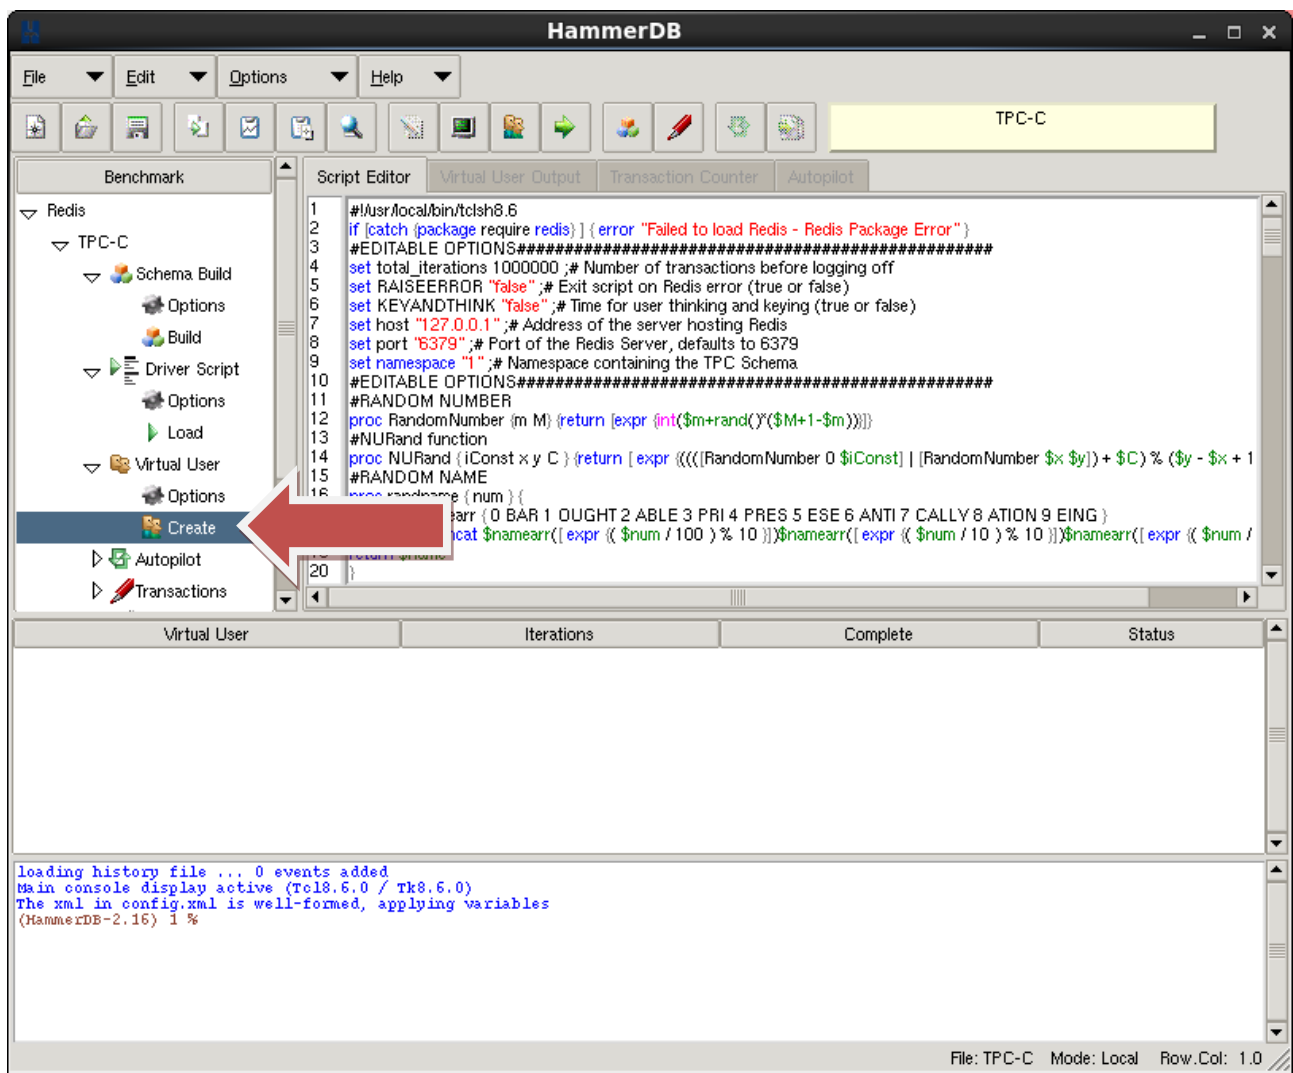 HammerDB
File Edit Options Help
TPC-C
Benchmark
Redis
TPC-C
Schema Build
Options
Build
Driver Script
Options
Load
Virtual User
Options
Create
Autopilot
Transactions
Script Editor Virtual User Output Transaction Counter Autopilot
1 #!/usr/local/bin/tclsh8.6
2 if [catch {package require redis} ] { error "Failed to load Redis - Redis Package Error" }
3 #EDITABLE OPTIONS##################################################
4 set total_iterations 1000000 ;# Number of transactions before logging off
5 set RAISEERROR "false" ;# Exit script on Redis error (true or false)
6 set KEYANDTHINK "false" ;# Time for user thinking and keying (true or false)
7 set host "127.0.0.1" ;# Address of the server hosting Redis
8 set port "6379" ;# Port of the Redis Server, defaults to 6379
9 set namespace "1" ;# Namespace containing the TPC Schema
10 #EDITABLE OPTIONS##################################################
11 #RANDOM NUMBER
12 proc RandomNumber {m M} {return [expr {int($m+rand()*($M+1-$m))}]}
13 #NURand function
14 proc NURand { iConst x y C } {return [ expr {(((([RandomNumber 0 $iConst] | [RandomNumber $x $y]) + $C) % ($y - $x + 1
15 #RANDOM NAME
16 proc randname { num } {
earr { 0 BAR 1 OUGHT 2 ABLE 3 PRI 4 PRES 5 ESE 6 ANTI 7 CALLY 8 ATION 9 EING }
ncat $namearr([ expr {( $num / 100 ) % 10 }])$namearr([ expr {( $num / 10 ) % 10 }])$namearr([ expr {( $num /
return $name
20 }
Virtual User Iterations Complete Status
loading history file ... 0 events added
Main console display active (Tcl8.6.0 / Tk8.6.0)
The xml in config.xml is well-formed, applying variables
(HammerDB-2.16) 1 %
File: TPC-C Mode: Local Row.Col: 1.0